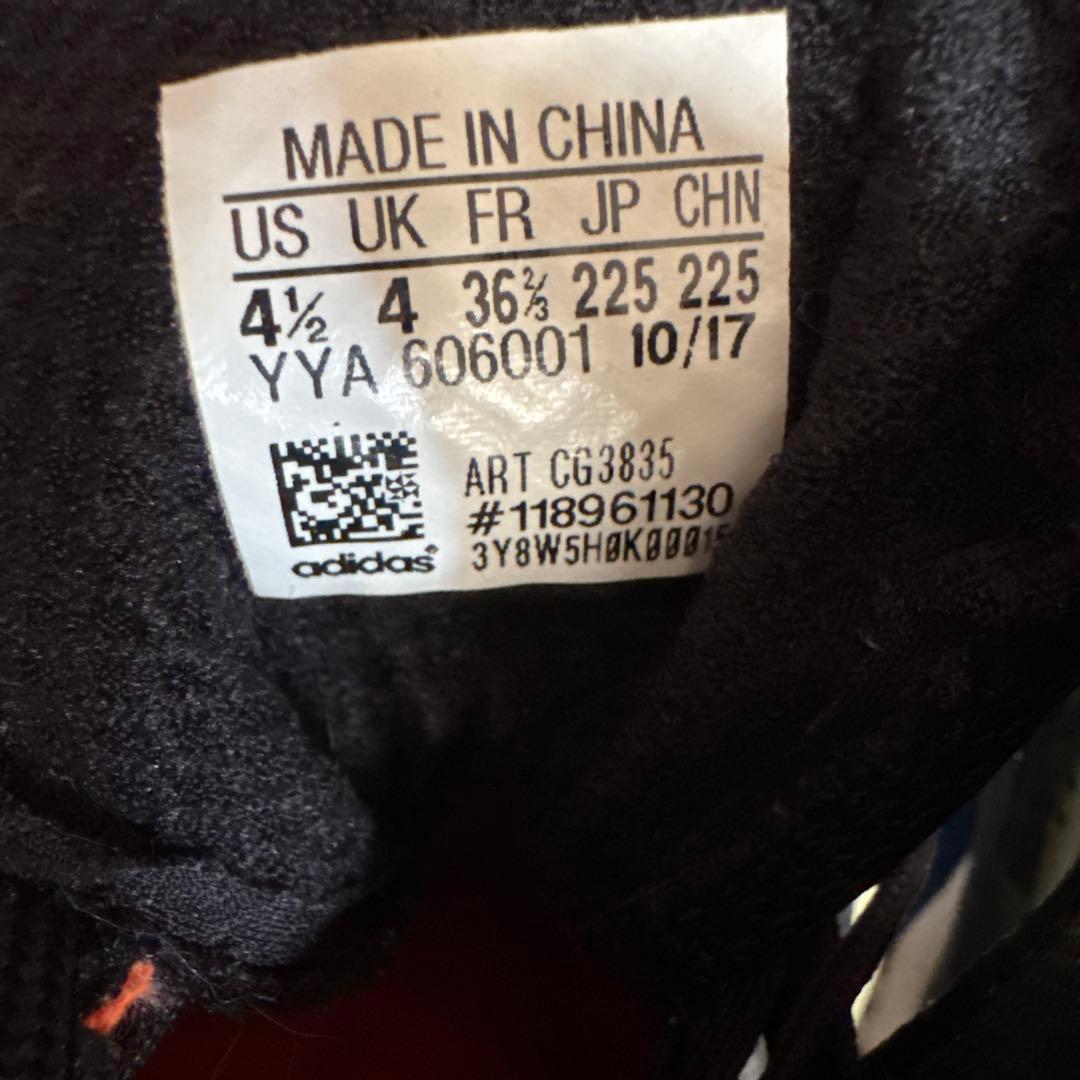 MADE IN CHINA
US UK FR JP CHN
4½ 4 36⅔ 225 225
YYA 606001 10/17
ART CG3835
#118961130
adidas®